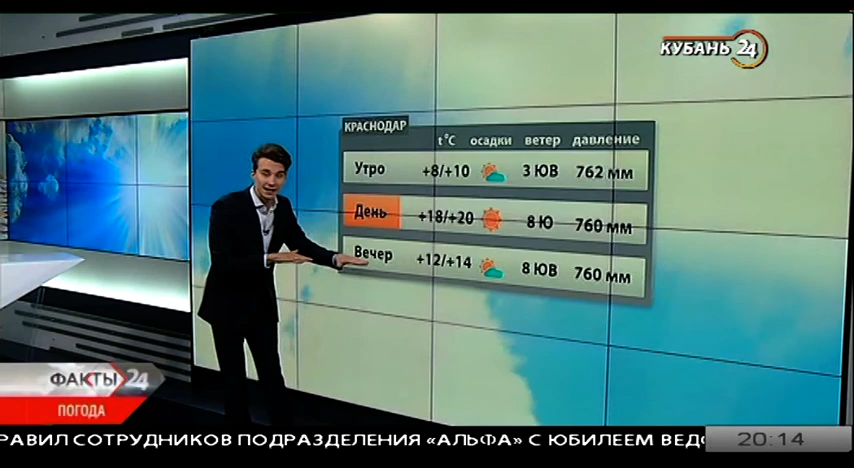 КУБАНЬ 24
КРАСНОДАР
t°C осадки ветер давление
Утро +8/+10 3 ЮВ 762 мм
День +18/+20 8 Ю 760 мм
Вечер +12/+14 8 ЮВ 760 мм
ФАКТЫ 24
ПОГОДА
РАВИЛ СОТРУДНИКОВ ПОДРАЗДЕЛЕНИЯ «АЛЬФА» С ЮБИЛЕЕМ ВЕДО
20:14